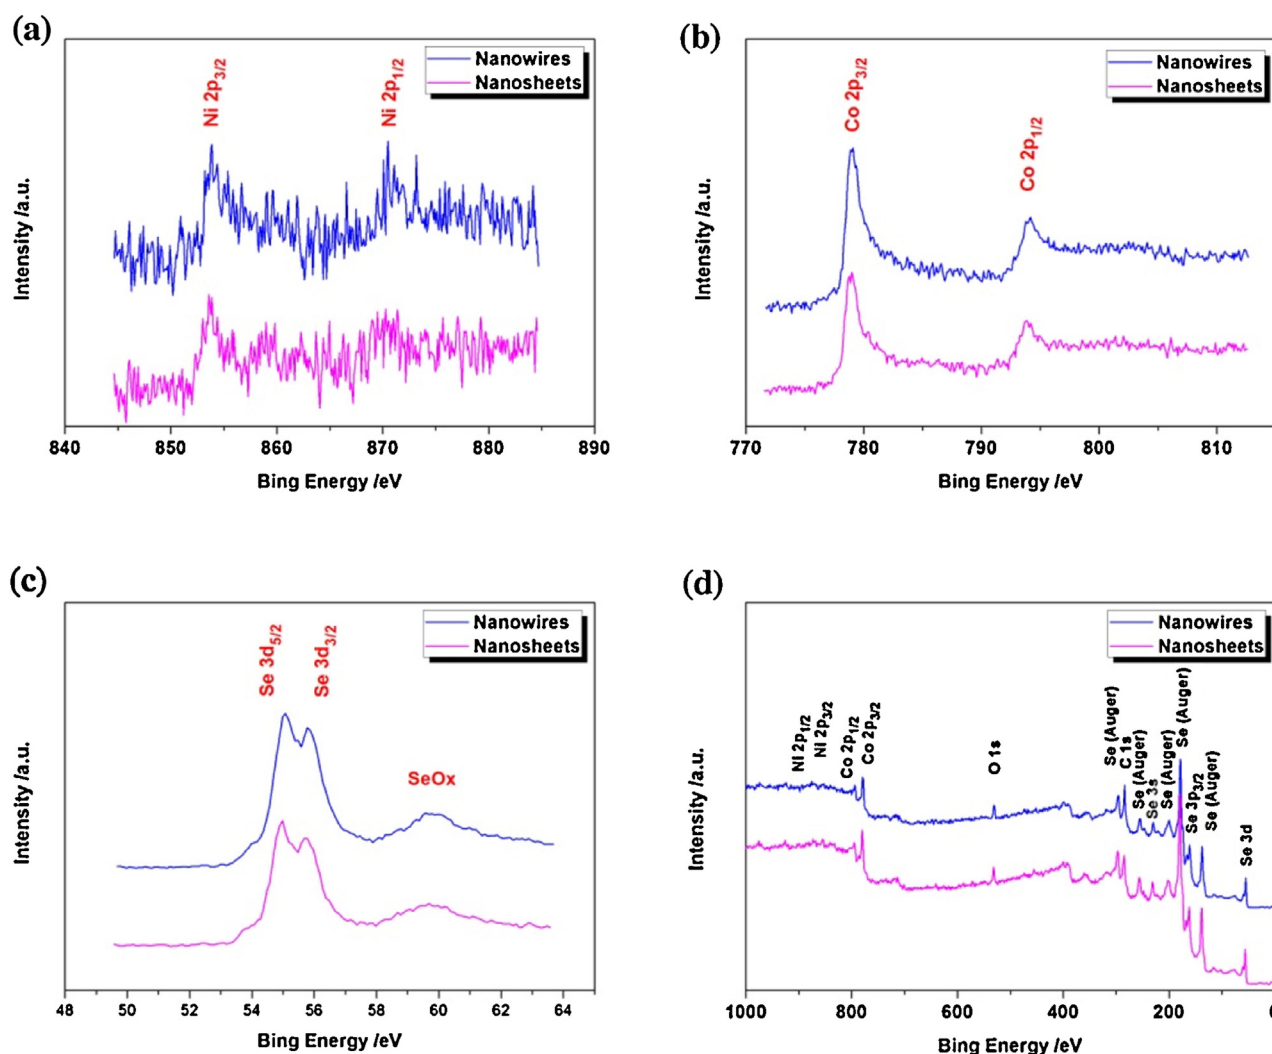 (a)
Nanowires
Nanosheets
Ni 2p3/2
Ni 2p1/2
Intensity /a.u.
840 850 860 870 880 890
Bing Energy /eV
(b)
Nanowires
Nanosheets
Co 2p3/2
Co 2p1/2
Intensity /a.u.
770 780 790 800 810
Bing Energy /eV
(c)
Nanowires
Nanosheets
Se 3d5/2
Se 3d3/2
SeOx
Intensity /a.u.
48 50 52 54 56 58 60 62 64
Bing Energy /eV
(d)
Nanowires
Nanosheets
Ni 2p1/2
Ni 2p3/2
Co 2p1/2
Co 2p3/2
O 1s
Se (Auger)
C 1s
Se (Auger)
Se 3s
Se (Auger)
Se (Auger)
Se 3p3/2
Se (Auger)
Se 3d
Intensity /a.u.
1000 800 600 400 200
Bing Energy /eV